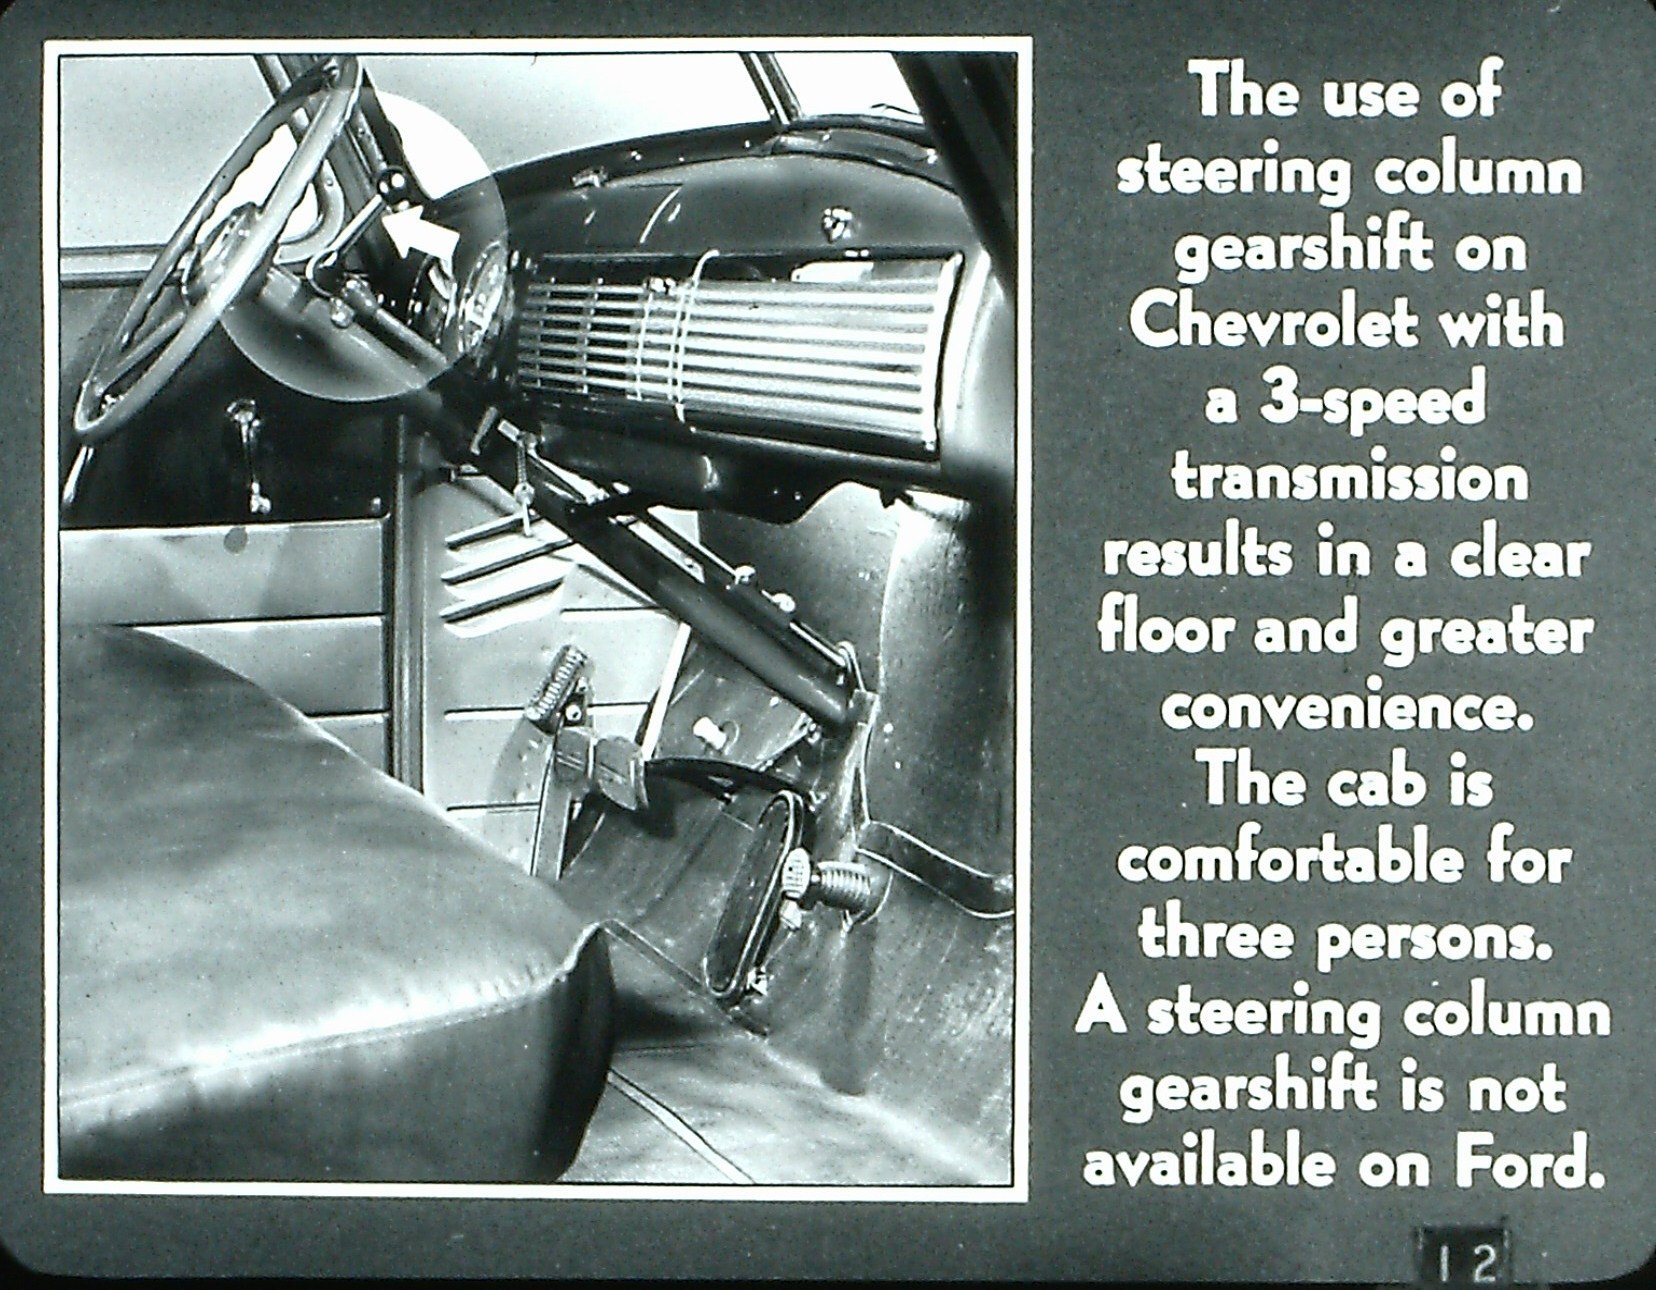 The use of
steering column
gearshift on
Chevrolet with
a 3-speed
transmission
results in a clear
floor and greater
convenience.
The cab is
comfortable for
three persons.
A steering column
gearshift is not
available on Ford.
12